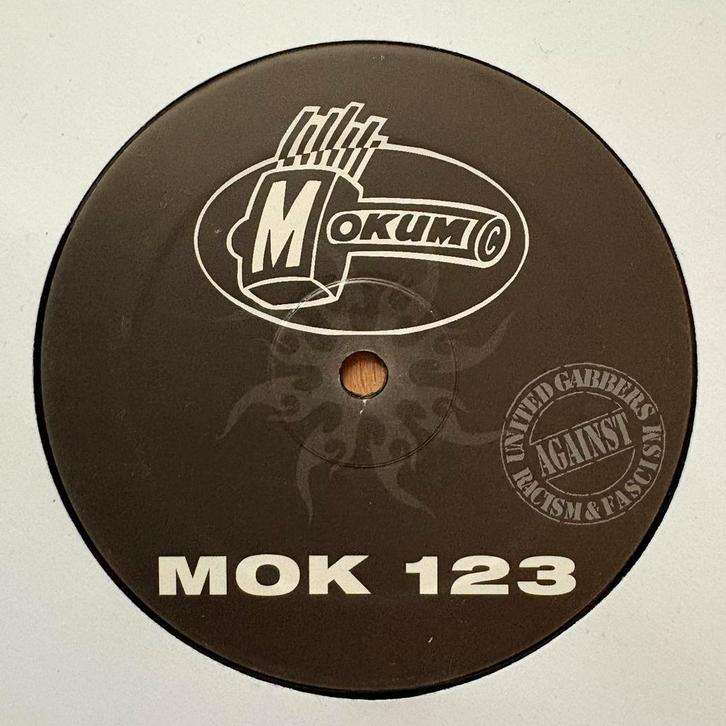 MOKUM
C
UNITED GABBERS
AGAINST
RACISM & FASCISM
MOK 123